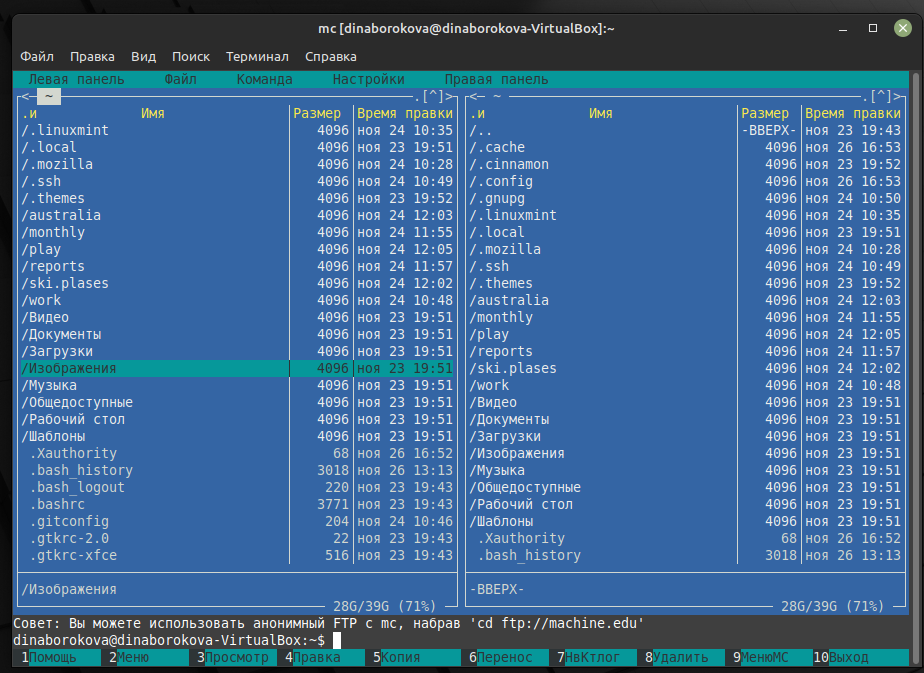 mc [dinaborokova@dinaborokova-VirtualBox]:~
Файл Правка Вид Поиск Терминал Справка
Левая панель Файл Команда Настройки Правая панель
<─ ~ ─.[^]>
.и Имя Размер Время правки
/.linuxmint 4096 ноя 24 10:35
/.local 4096 ноя 23 19:51
/.mozilla 4096 ноя 24 10:28
/.ssh 4096 ноя 24 10:49
/.themes 4096 ноя 23 19:52
/australia 4096 ноя 24 12:03
/monthly 4096 ноя 24 11:55
/play 4096 ноя 24 12:05
/reports 4096 ноя 24 11:57
/ski.plases 4096 ноя 24 12:02
/work 4096 ноя 24 10:48
/Видео 4096 ноя 23 19:51
/Документы 4096 ноя 23 19:51
/Загрузки 4096 ноя 23 19:51
/Изображения 4096 ноя 23 19:51
/Музыка 4096 ноя 23 19:51
/Общедоступные 4096 ноя 23 19:51
/Рабочий стол 4096 ноя 23 19:51
/Шаблоны 4096 ноя 23 19:51
.Xauthority 68 ноя 26 16:52
.bash_history 3018 ноя 26 13:13
.bash_logout 220 ноя 23 19:43
.bashrc 3771 ноя 23 19:43
.gitconfig 204 ноя 24 10:46
.gtkrc-2.0 22 ноя 23 19:43
.gtkrc-xfce 516 ноя 23 19:43
/Изображения
28G/39G (71%)
<─ ~ ─.[^]>
.и Имя Размер Время правки
/.. -ВВЕРХ- ноя 23 19:43
/.cache 4096 ноя 26 16:53
/.cinnamon 4096 ноя 23 19:52
/.config 4096 ноя 26 16:53
/.gnupg 4096 ноя 24 10:50
/.linuxmint 4096 ноя 24 10:35
/.local 4096 ноя 23 19:51
/.mozilla 4096 ноя 24 10:28
/.ssh 4096 ноя 24 10:49
/.themes 4096 ноя 23 19:52
/australia 4096 ноя 24 12:03
/monthly 4096 ноя 24 11:55
/play 4096 ноя 24 12:05
/reports 4096 ноя 24 11:57
/ski.plases 4096 ноя 24 12:02
/work 4096 ноя 24 10:48
/Видео 4096 ноя 23 19:51
/Документы 4096 ноя 23 19:51
/Загрузки 4096 ноя 23 19:51
/Изображения 4096 ноя 23 19:51
/Музыка 4096 ноя 23 19:51
/Общедоступные 4096 ноя 23 19:51
/Рабочий стол 4096 ноя 23 19:51
/Шаблоны 4096 ноя 23 19:51
.Xauthority 68 ноя 26 16:52
.bash_history 3018 ноя 26 13:13
-ВВЕРХ-
28G/39G (71%)
Совет: Вы можете использовать анонимный FTP с mc, набрав 'cd ftp://machine.edu'
dinaborokova@dinaborokova-VirtualBox:~$
1Помощь 2Меню 3Просмотр 4Правка 5Копия 6Перенос 7НвКтлог 8Удалить 9МенюМС 10Выход